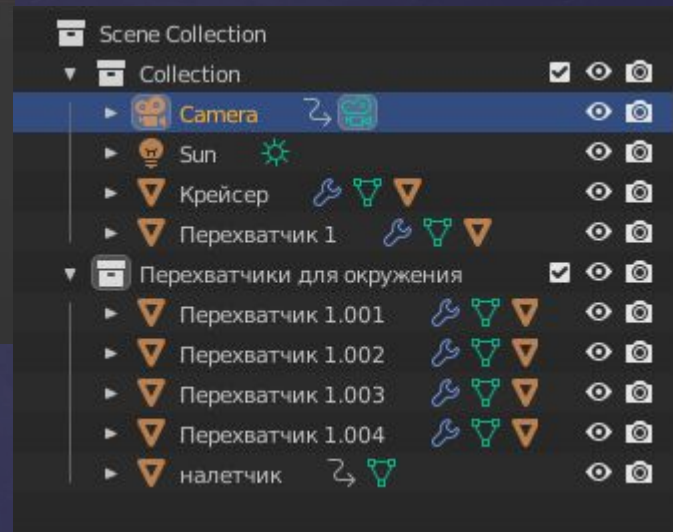 Scene Collection
Collection
Camera
Sun
Крейсер
Перехватчик 1
Перехватчики для окружения
Перехватчик 1.001
Перехватчик 1.002
Перехватчик 1.003
Перехватчик 1.004
налетчик